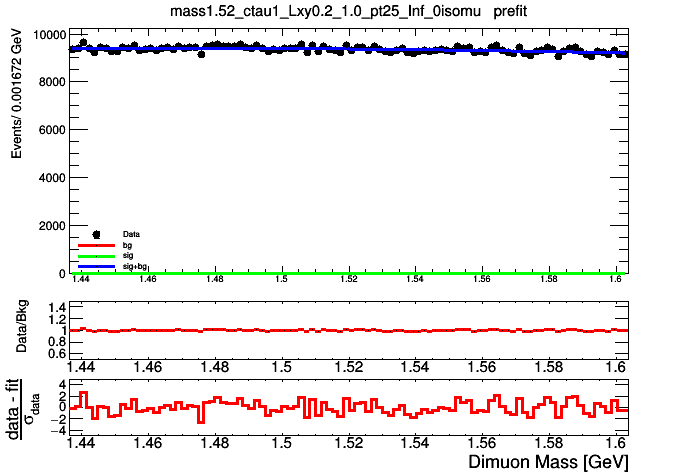 mass1.52_ctau1_Lxy0.2_1.0_pt25_Inf_0isomu prefit
Events/ 0.001672 GeV
10000
8000
6000
4000
2000
0
Data
bg
sig
sig+bg
1.44 1.46 1.48 1.5 1.52 1.54 1.56 1.58 1.6
Data/Bkg
1.4
1.2
1
0.8
0.6
1.44 1.46 1.48 1.5 1.52 1.54 1.56 1.58 1.6
data - fit
σdata
4
2
0
−2
−4
1.44 1.46 1.48 1.5 1.52 1.54 1.56 1.58 1.6
Dimuon Mass [GeV]